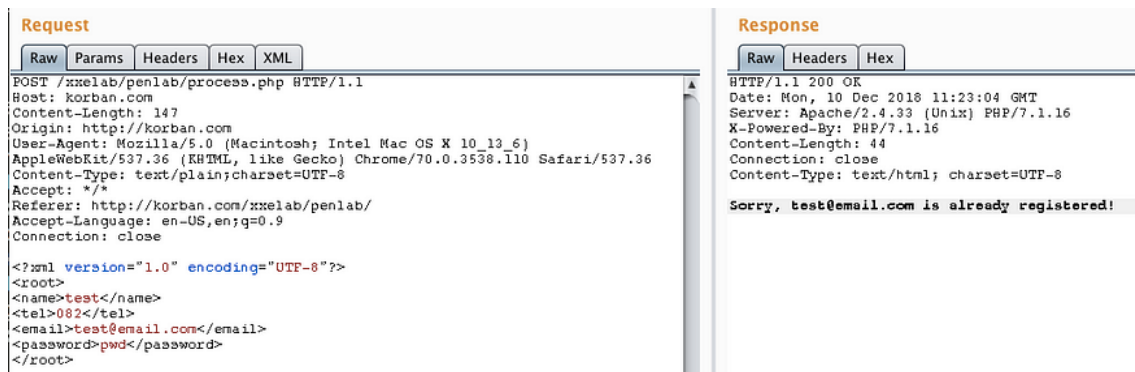 Request
Raw Params Headers Hex XML
POST /xxelab/penlab/process.php HTTP/1.1
Host: korban.com
Content-Length: 147
Origin: http://korban.com
User-Agent: Mozilla/5.0 (Macintosh; Intel Mac OS X 10_13_6)
AppleWebKit/537.36 (KHTML, like Gecko) Chrome/70.0.3538.110 Safari/537.36
Content-Type: text/plain;charset=UTF-8
Accept: */*
Referer: http://korban.com/xxelab/penlab/
Accept-Language: en-US,en;q=0.9
Connection: close
<?xml version="1.0" encoding="UTF-8"?>
<root>
<name>test</name>
<tel>082</tel>
<email>test@email.com</email>
<password>pwd</password>
</root>
Response
Raw Headers Hex
HTTP/1.1 200 OK
Date: Mon, 10 Dec 2018 11:23:04 GMT
Server: Apache/2.4.33 (Unix) PHP/7.1.16
X-Powered-By: PHP/7.1.16
Content-Length: 44
Connection: close
Content-Type: text/html; charset=UTF-8
Sorry, test@email.com is already registered!